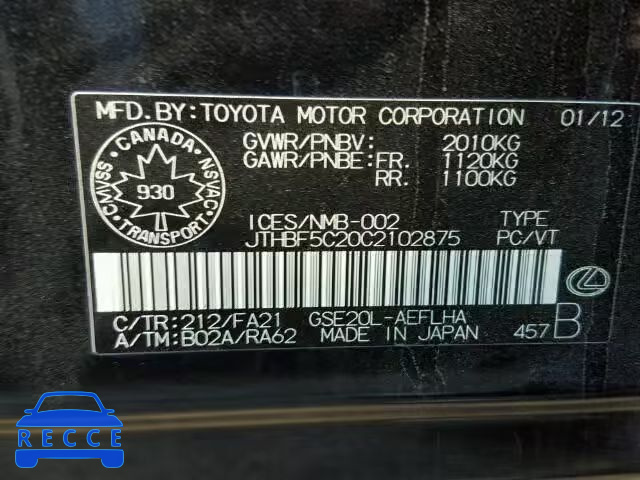 MFD.BY:TOYOTA MOTOR CORPORATION 01/12
GVWR/PNBV: 2010KG
GAWR/PNBE:FR. 1120KG
RR. 1100KG
CANADA
CMVSS
NSVAC
930
TRANSPORT
ICES/NMB-002 TYPE
JTHBF5C20C2102875 PC/VT
C/TR:212/FA21 GSE20L-AEFLHA
A/TM:B02A/RA62 MADE IN JAPAN 457 B
RECCE